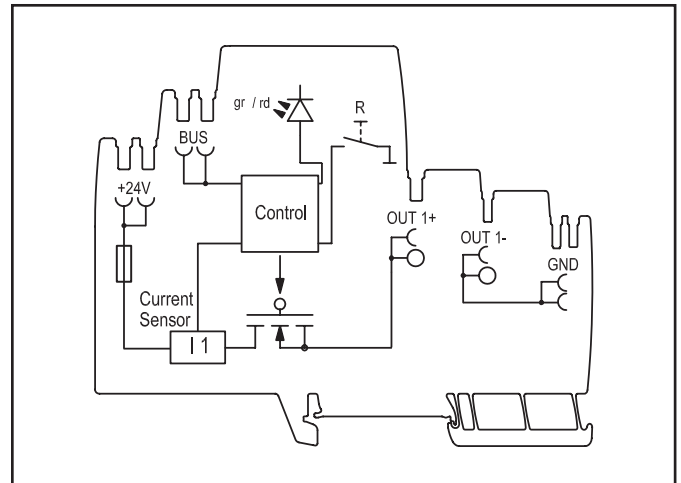 gr / rd
R
BUS
+24V
Control
OUT 1+
OUT 1-
GND
Current
Sensor
I 1